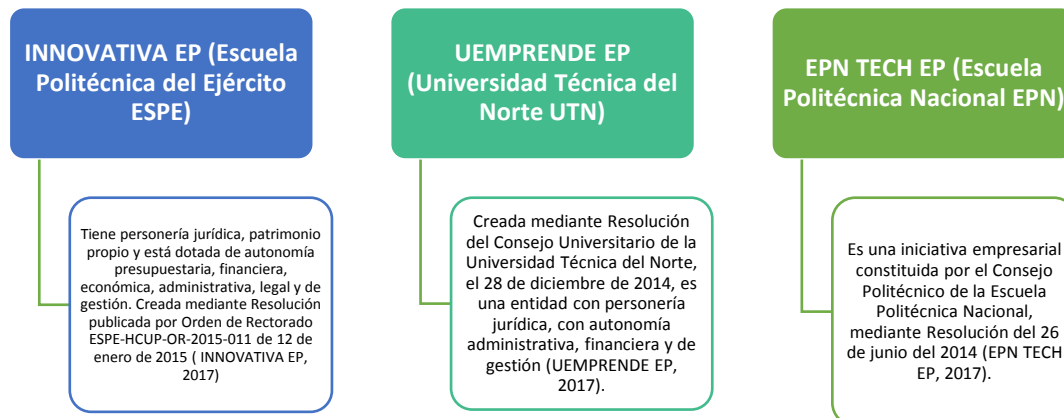 INNOVATIVA EP (Escuela
Politécnica del Ejército
ESPE)
Tiene personería jurídica, patrimonio
propio y está dotada de autonomía
presupuestaria, financiera,
económica, administrativa, legal y de
gestión. Creada mediante Resolución
publicada por Orden de Rectorado
ESPE-HCUP-OR-2015-011 de 12 de
enero de 2015 ( INNOVATIVA EP,
2017)
UEMPRENDE EP
(Universidad Técnica del
Norte UTN)
Creada mediante Resolución
del Consejo Universitario de la
Universidad Técnica del Norte,
el 28 de diciembre de 2014, es
una entidad con personería
jurídica, con autonomía
administrativa, financiera y de
gestión (UEMPRENDE EP,
2017).
EPN TECH EP (Escuela
Politécnica Nacional EPN)
Es una iniciativa empresarial
constituida por el Consejo
Politécnico de la Escuela
Politécnica Nacional,
mediante Resolución del 26
de junio del 2014 (EPN TECH
EP, 2017).